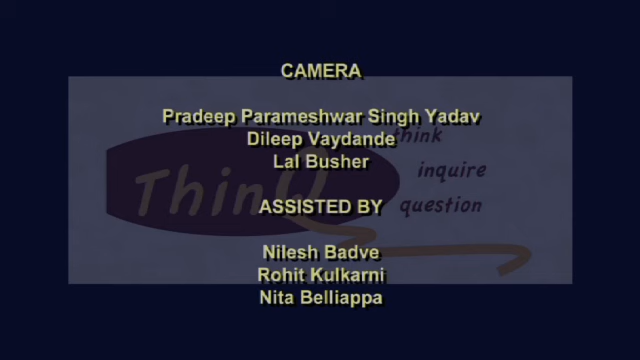 CAMERA
Pradeep Parameshwar Singh Yadav
Dileep Vaydande
Lal Busher
ASSISTED BY
Nilesh Badve
Rohit Kulkarni
Nita Belliappa
ThinQ
think
inquire
question